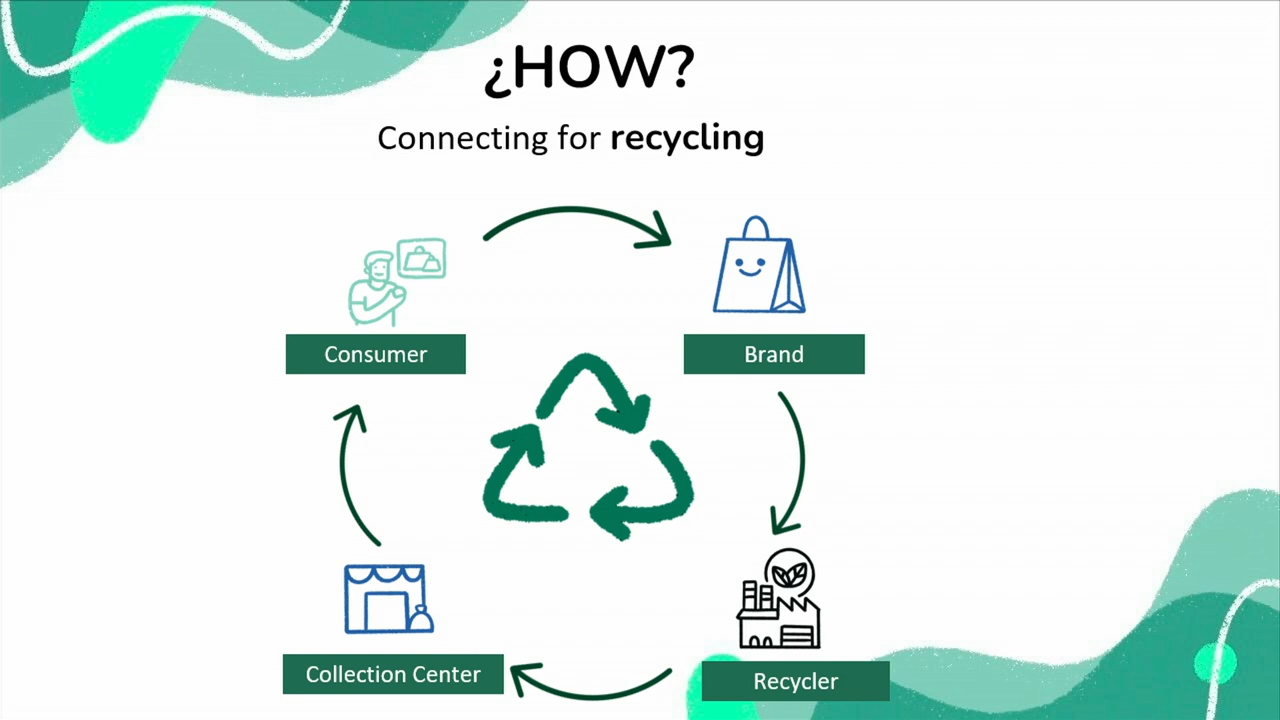 ¿HOW?
Connecting for recycling
Consumer
Brand
Collection Center
Recycler